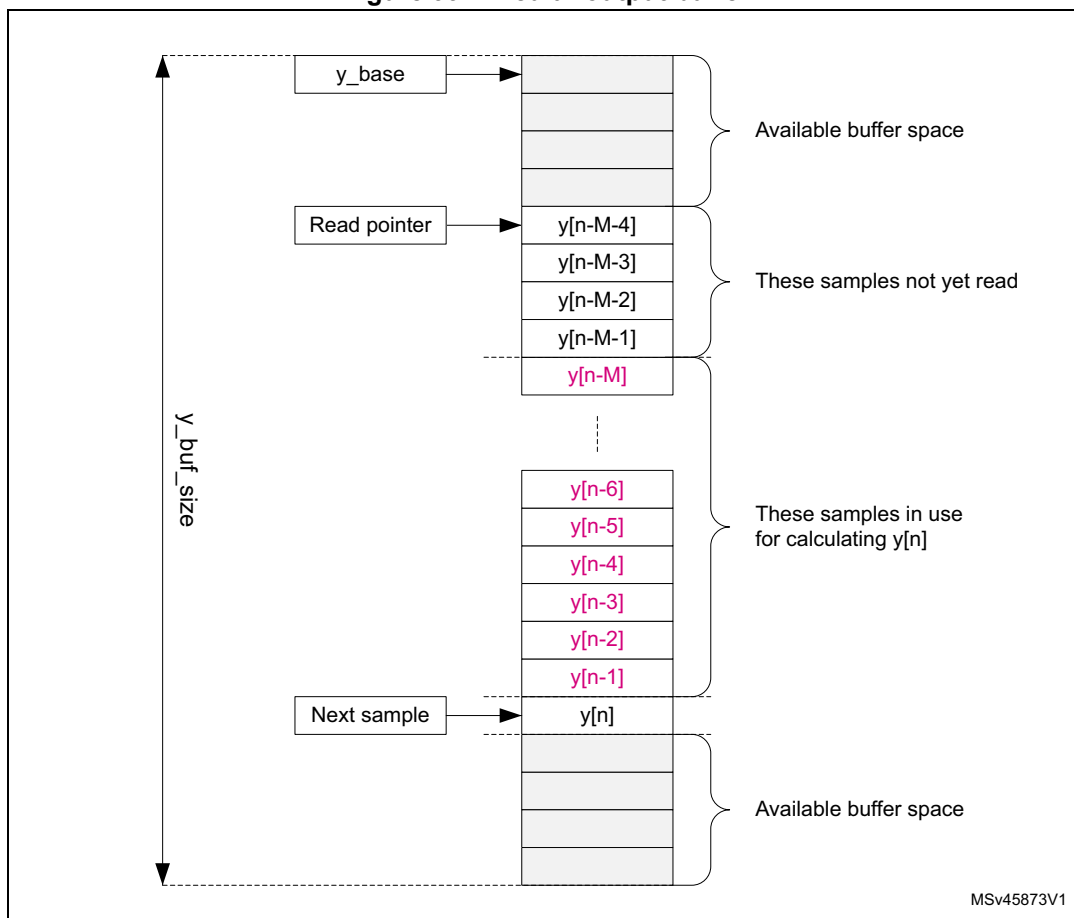 y_base
Available buffer space
Read pointer
y[n-M-4]
y[n-M-3]
These samples not yet read
y[n-M-2]
y[n-M-1]
y[n-M]
y_buf_size
y[n-6]
y[n-5]
These samples in use
for calculating y[n]
y[n-4]
y[n-3]
y[n-2]
y[n-1]
Next sample
y[n]
Available buffer space
MSv45873V1